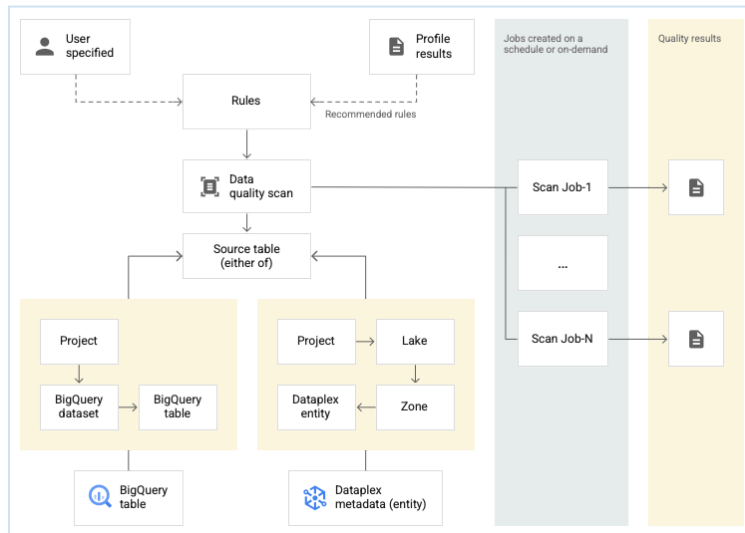 User
specified
Profile
results
Jobs created on a
schedule or on-demand
Quality results
Rules
Recommended rules
Data
quality scan
Scan Job-1
Source table
(either of)
...
Project
Project
Lake
Scan Job-N
BigQuery
dataset
BigQuery
table
Dataplex
entity
Zone
BigQuery
table
Dataplex
metadata (entity)